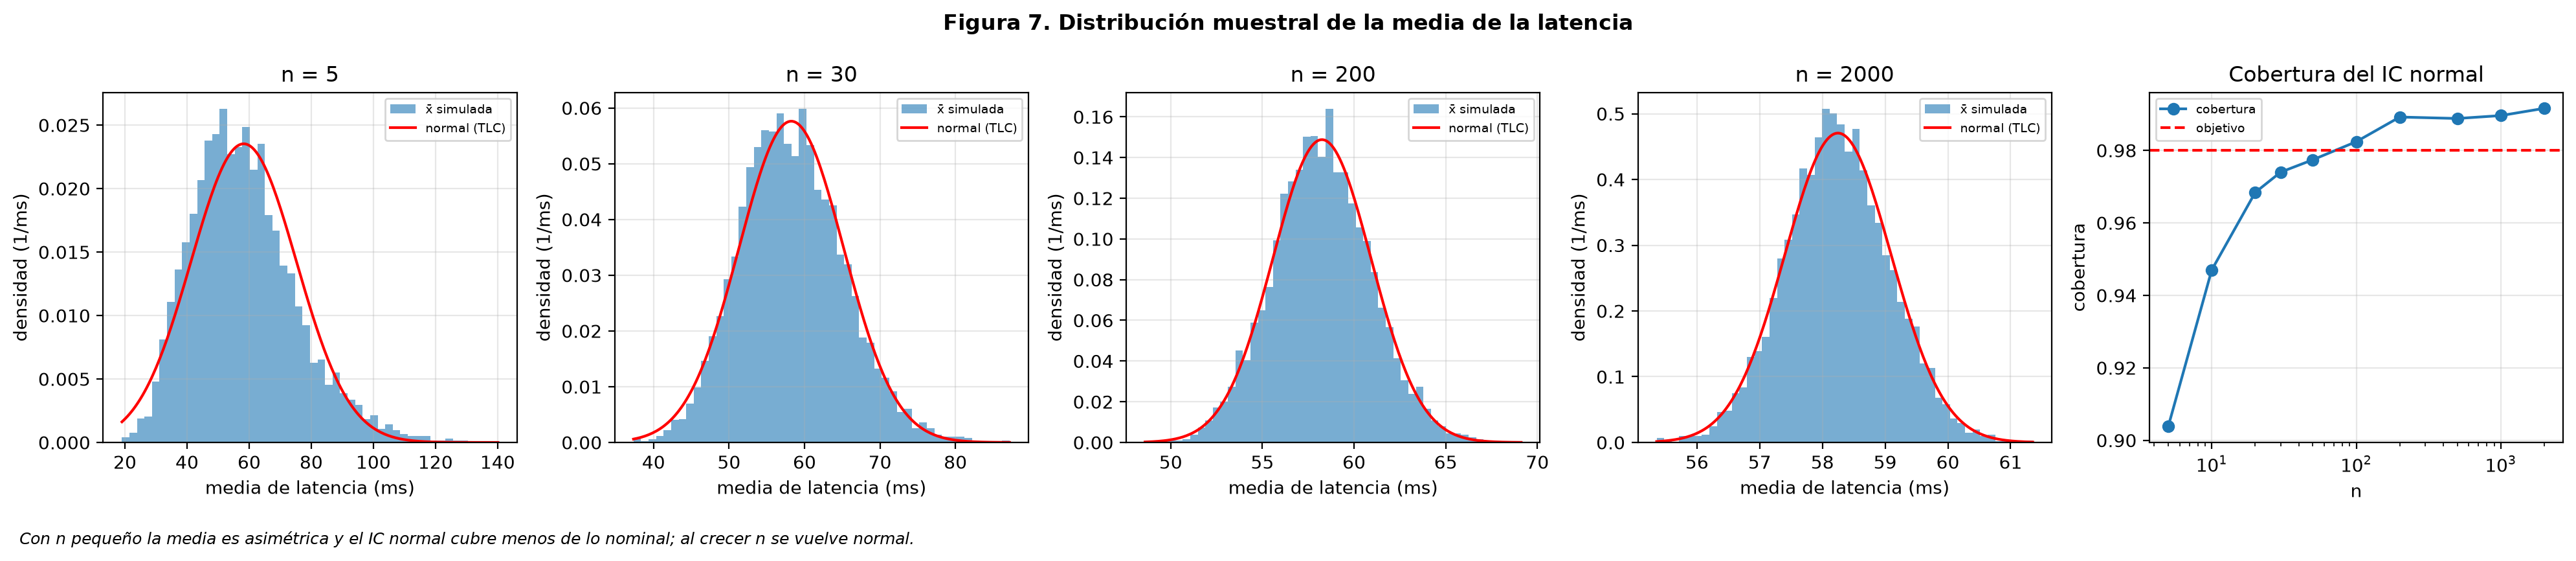 Figura 7. Distribución muestral de la media de la latencia
n = 5
densidad (1/ms)
0.025
0.020
0.015
0.010
0.005
0.000
x̄ simulada
normal (TLC)
20 40 60 80 100 120 140
media de latencia (ms)
n = 30
densidad (1/ms)
0.06
0.05
0.04
0.03
0.02
0.01
0.00
x̄ simulada
normal (TLC)
40 50 60 70 80
media de latencia (ms)
n = 200
densidad (1/ms)
0.16
0.14
0.12
0.10
0.08
0.06
0.04
0.02
0.00
x̄ simulada
normal (TLC)
50 55 60 65 70
media de latencia (ms)
n = 2000
densidad (1/ms)
0.5
0.4
0.3
0.2
0.1
0.0
x̄ simulada
normal (TLC)
56 57 58 59 60 61
media de latencia (ms)
Cobertura del IC normal
cobertura
0.98
0.96
0.94
0.92
0.90
cobertura
objetivo
10¹ 10² 10³
n
Con n pequeño la media es asimétrica y el IC normal cubre menos de lo nominal; al crecer n se vuelve normal.